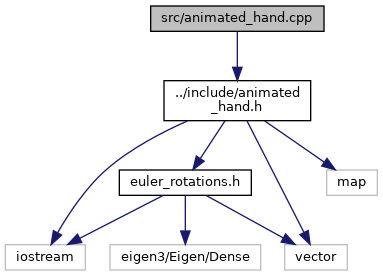 src/animated_hand.cpp
../include/animated
_hand.h
euler_rotations.h
map
iostream
eigen3/Eigen/Dense
vector